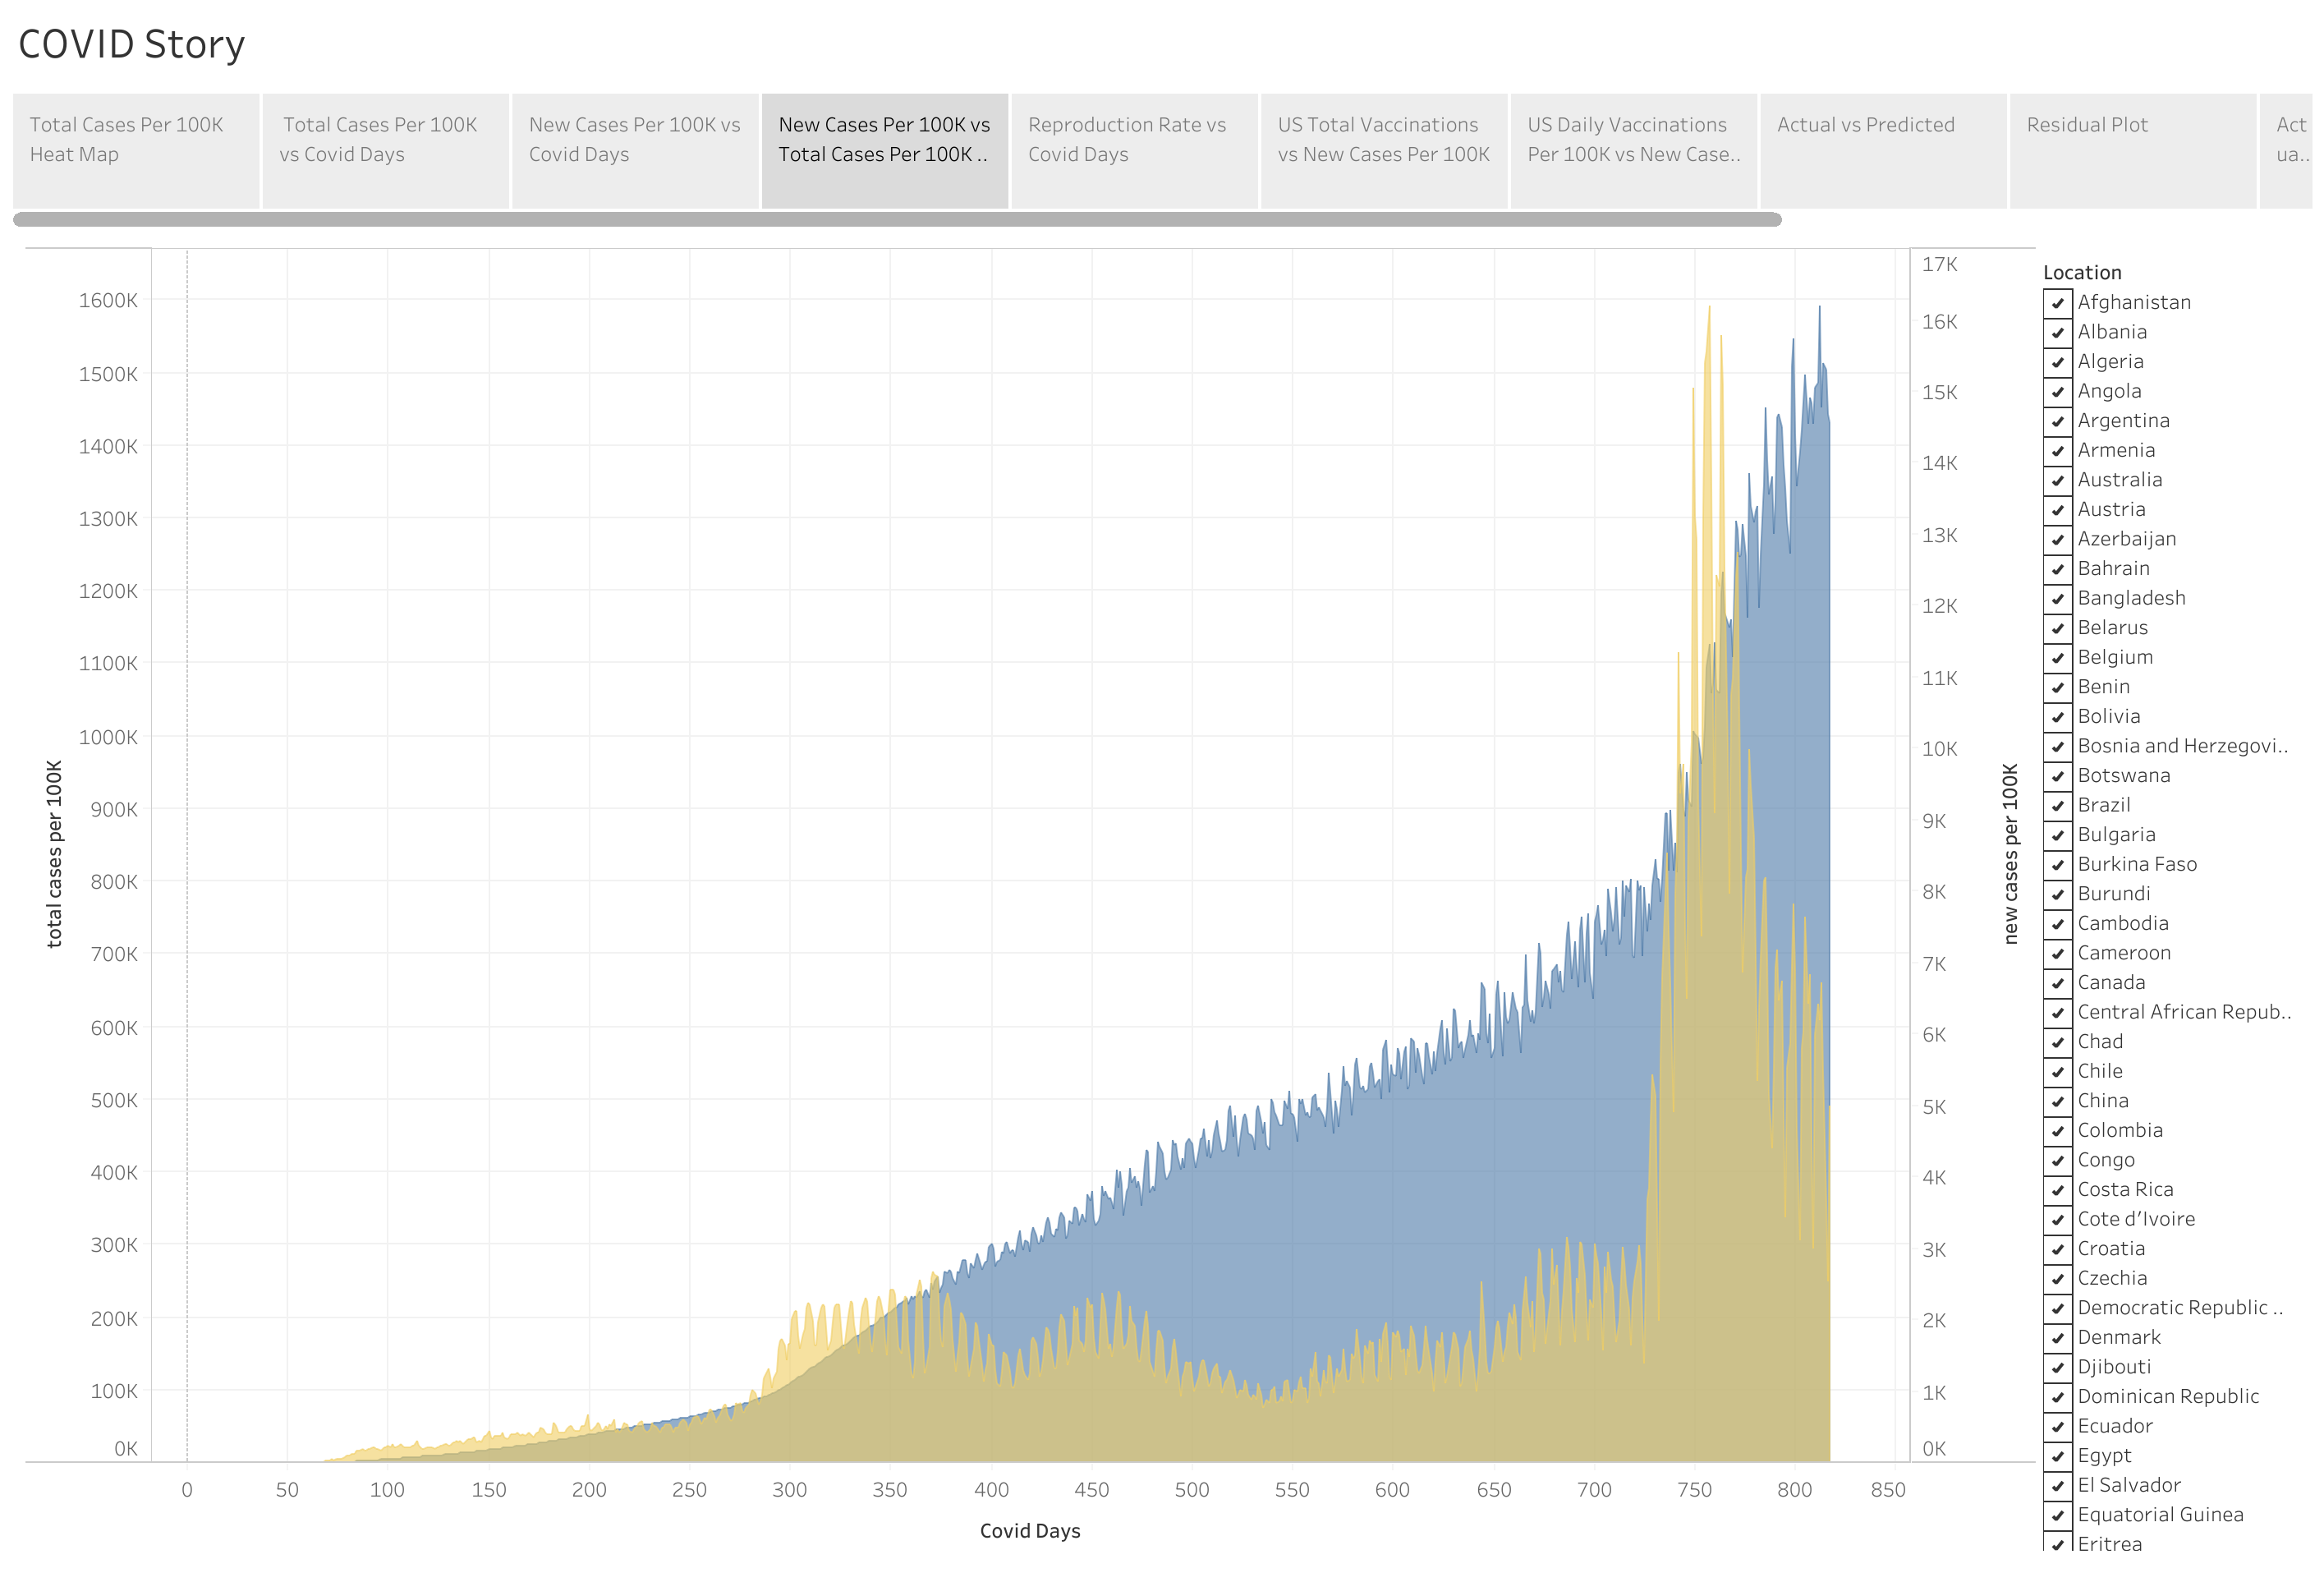 COVID Story
Total Cases Per 100K
Heat Map
Total Cases Per 100K
vs Covid Days
New Cases Per 100K vs
Covid Days
New Cases Per 100K vs
Total Cases Per 100K ..
Reproduction Rate vs
Covid Days
US Total Vaccinations
vs New Cases Per 100K
US Daily Vaccinations
Per 100K vs New Case..
Actual vs Predicted
Residual Plot
Act
ua..
total cases per 100K
1600K
1500K
1400K
1300K
1200K
1100K
1000K
900K
800K
700K
600K
500K
400K
300K
200K
100K
0K
0
50
100
150
200
250
300
350
400
450
500
550
600
650
700
750
800
850
Covid Days
17K
16K
15K
14K
13K
12K
11K
10K
9K
8K
7K
6K
5K
4K
3K
2K
1K
0K
new cases per 100K
Location
Afghanistan
Albania
Algeria
Angola
Argentina
Armenia
Australia
Austria
Azerbaijan
Bahrain
Bangladesh
Belarus
Belgium
Benin
Bolivia
Bosnia and Herzegovi..
Botswana
Brazil
Bulgaria
Burkina Faso
Burundi
Cambodia
Cameroon
Canada
Central African Repub..
Chad
Chile
China
Colombia
Congo
Costa Rica
Cote d'Ivoire
Croatia
Czechia
Democratic Republic ..
Denmark
Djibouti
Dominican Republic
Ecuador
Egypt
El Salvador
Equatorial Guinea
Eritrea